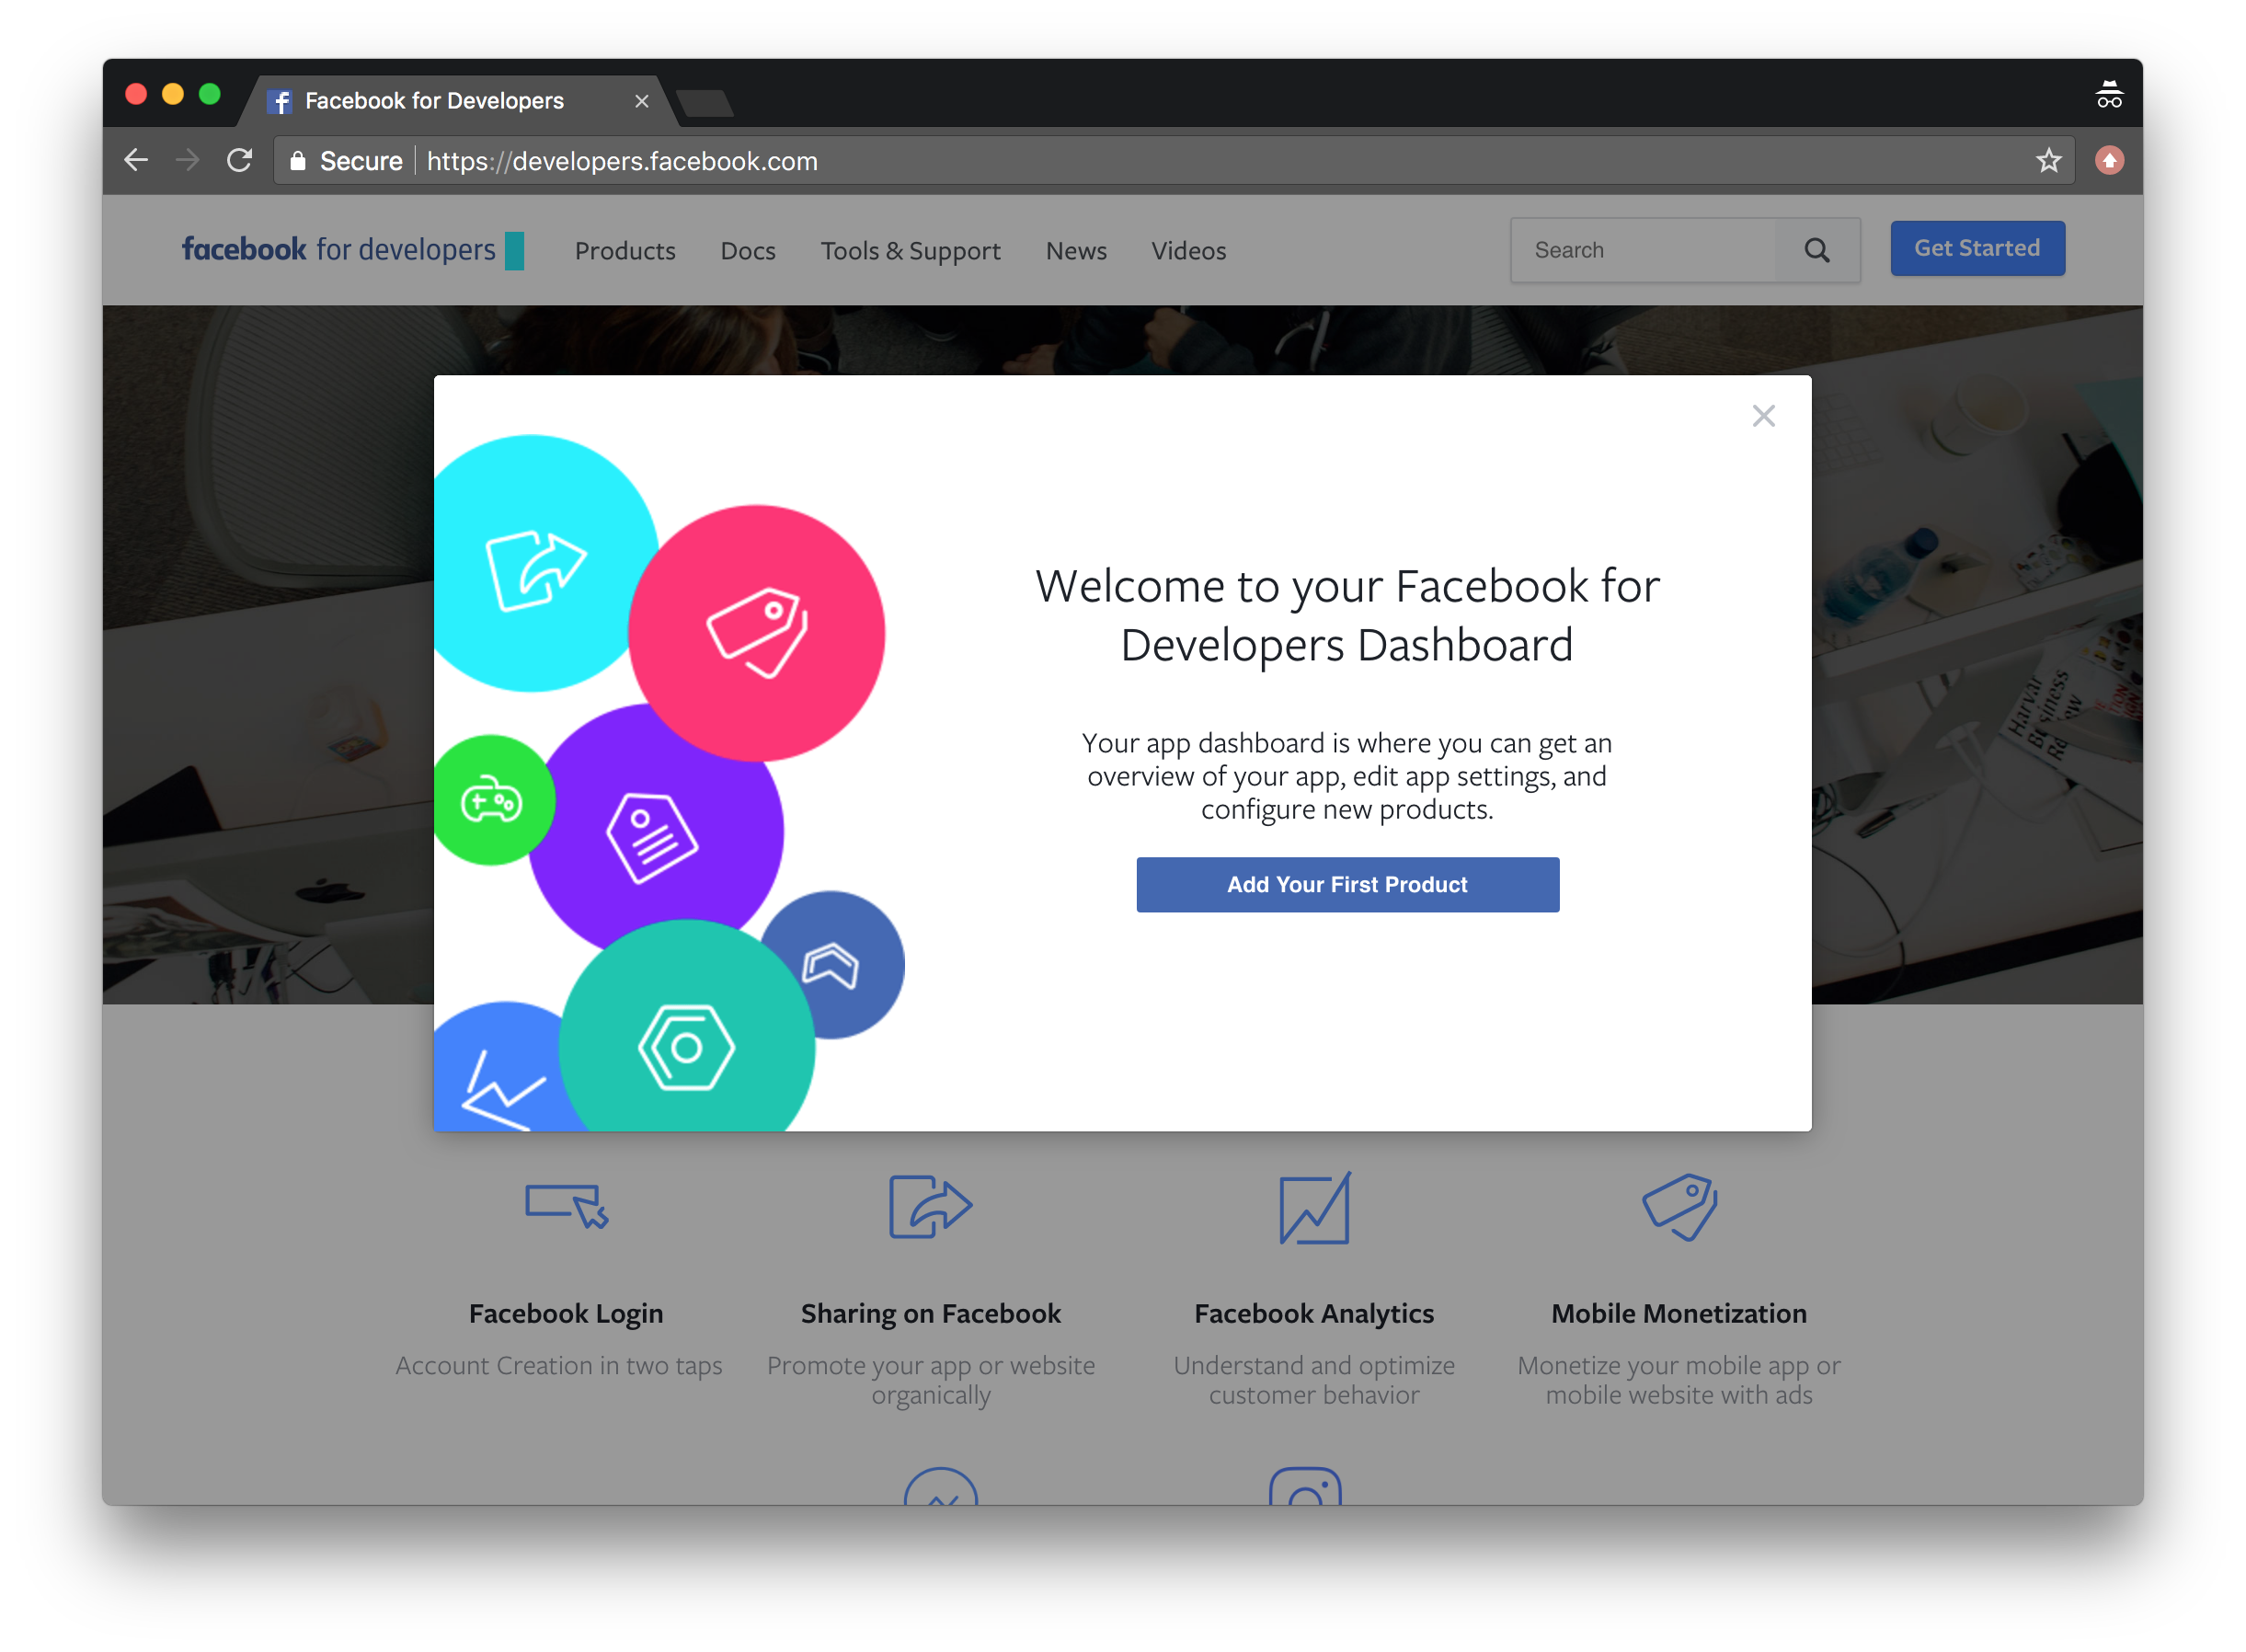 Facebook for Developers
Secure https://developers.facebook.com
facebook for developers
Products Docs Tools & Support News Videos
Search
Get Started
Welcome to your Facebook for
Developers Dashboard
Your app dashboard is where you can get an
overview of your app, edit app settings, and
configure new products.
Add Your First Product
Facebook Login
Account Creation in two taps
Sharing on Facebook
Promote your app or website
organically
Facebook Analytics
Understand and optimize
customer behavior
Mobile Monetization
Monetize your mobile app or
mobile website with ads